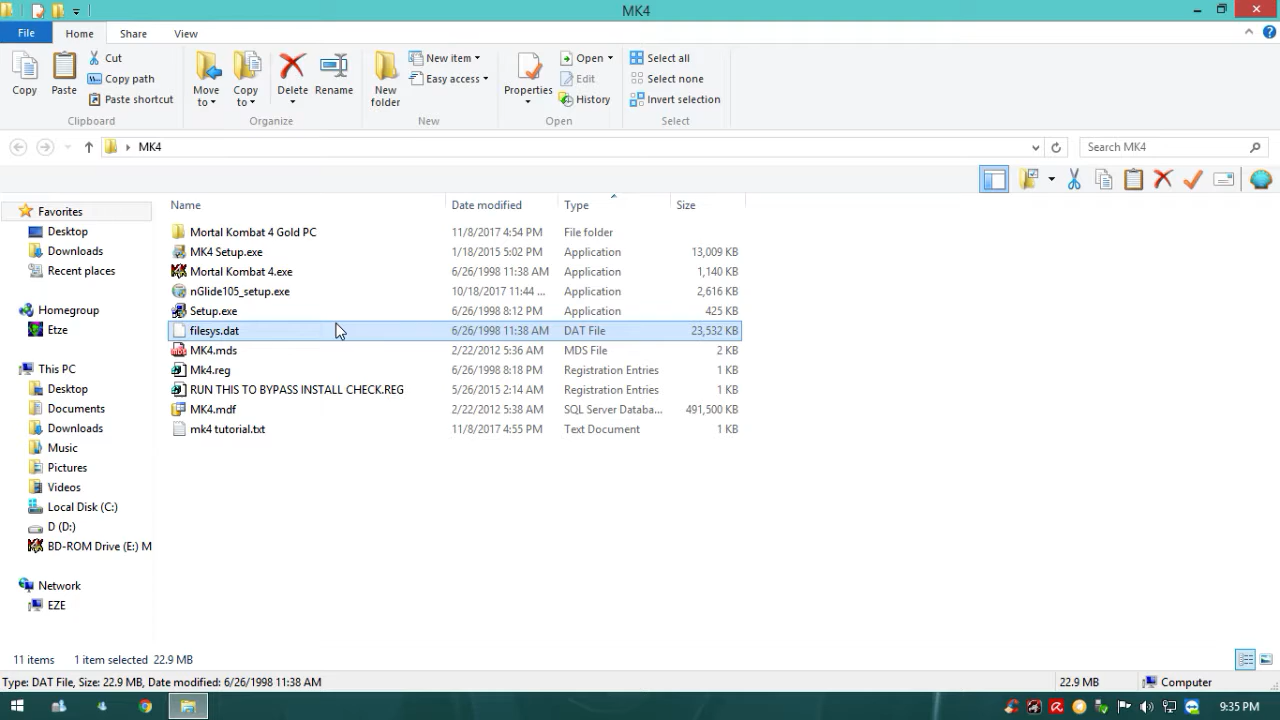 MK4
File Home Share View
Copy
Paste
Cut
Copy path
Paste shortcut
Clipboard
Move to
Copy to
Delete
Rename
Organize
New folder
New item
Easy access
New
Properties
Open
Edit
History
Open
Select all
Select none
Invert selection
Select
MK4
Search MK4
Name Date modified Type Size
Mortal Kombat 4 Gold PC 11/8/2017 4:54 PM File folder
MK4 Setup.exe 1/18/2015 5:02 PM Application 13,009 KB
Mortal Kombat 4.exe 6/26/1998 11:38 AM Application 1,140 KB
nGlide105_setup.exe 10/18/2017 11:44 ... Application 2,616 KB
Setup.exe 6/26/1998 8:12 PM Application 425 KB
filesys.dat 6/26/1998 11:38 AM DAT File 23,532 KB
MK4.mds 2/22/2012 5:36 AM MDS File 2 KB
Mk4.reg 6/26/1998 8:18 PM Registration Entries 1 KB
RUN THIS TO BYPASS INSTALL CHECK.REG 5/26/2015 2:14 AM Registration Entries 1 KB
MK4.mdf 2/22/2012 5:38 AM SQL Server Databa... 491,500 KB
mk4 tutorial.txt 11/8/2017 4:55 PM Text Document 1 KB
Favorites
Desktop
Downloads
Recent places
Homegroup
Etze
This PC
Desktop
Documents
Downloads
Music
Pictures
Videos
Local Disk (C:)
D (D:)
BD-ROM Drive (E:) M
Network
EZE
11 items 1 item selected 22.9 MB
Type: DAT File, Size: 22.9 MB, Date modified: 6/26/1998 11:38 AM 22.9 MB Computer
9:35 PM